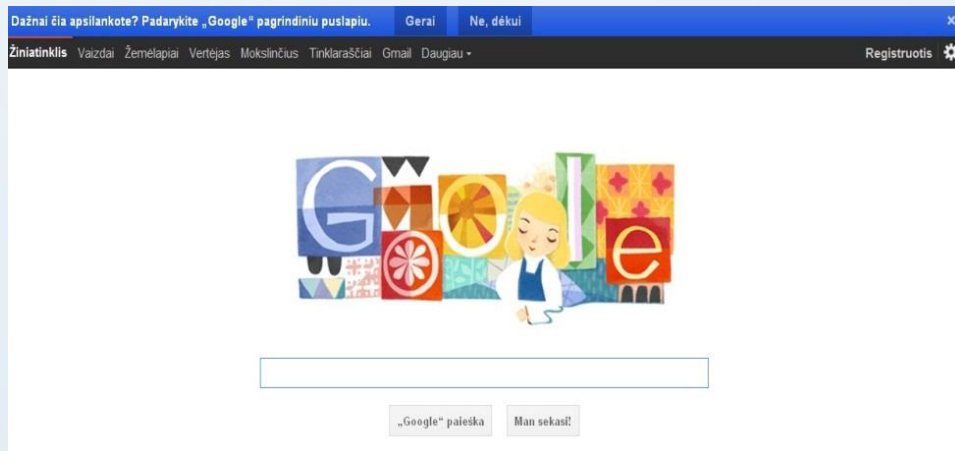 Dažnai čia apsilankote? Padarykite „Google“ pagrindiniu puslapiu. Gerai Ne, dėkui x
Žiniatinklis Vaizdai Žemėlapiai Vertėjas Mokslinčius Tinklaraščiai Gmail Daugiau Registruotis
Google
„Google“ paieška Man sekasi!